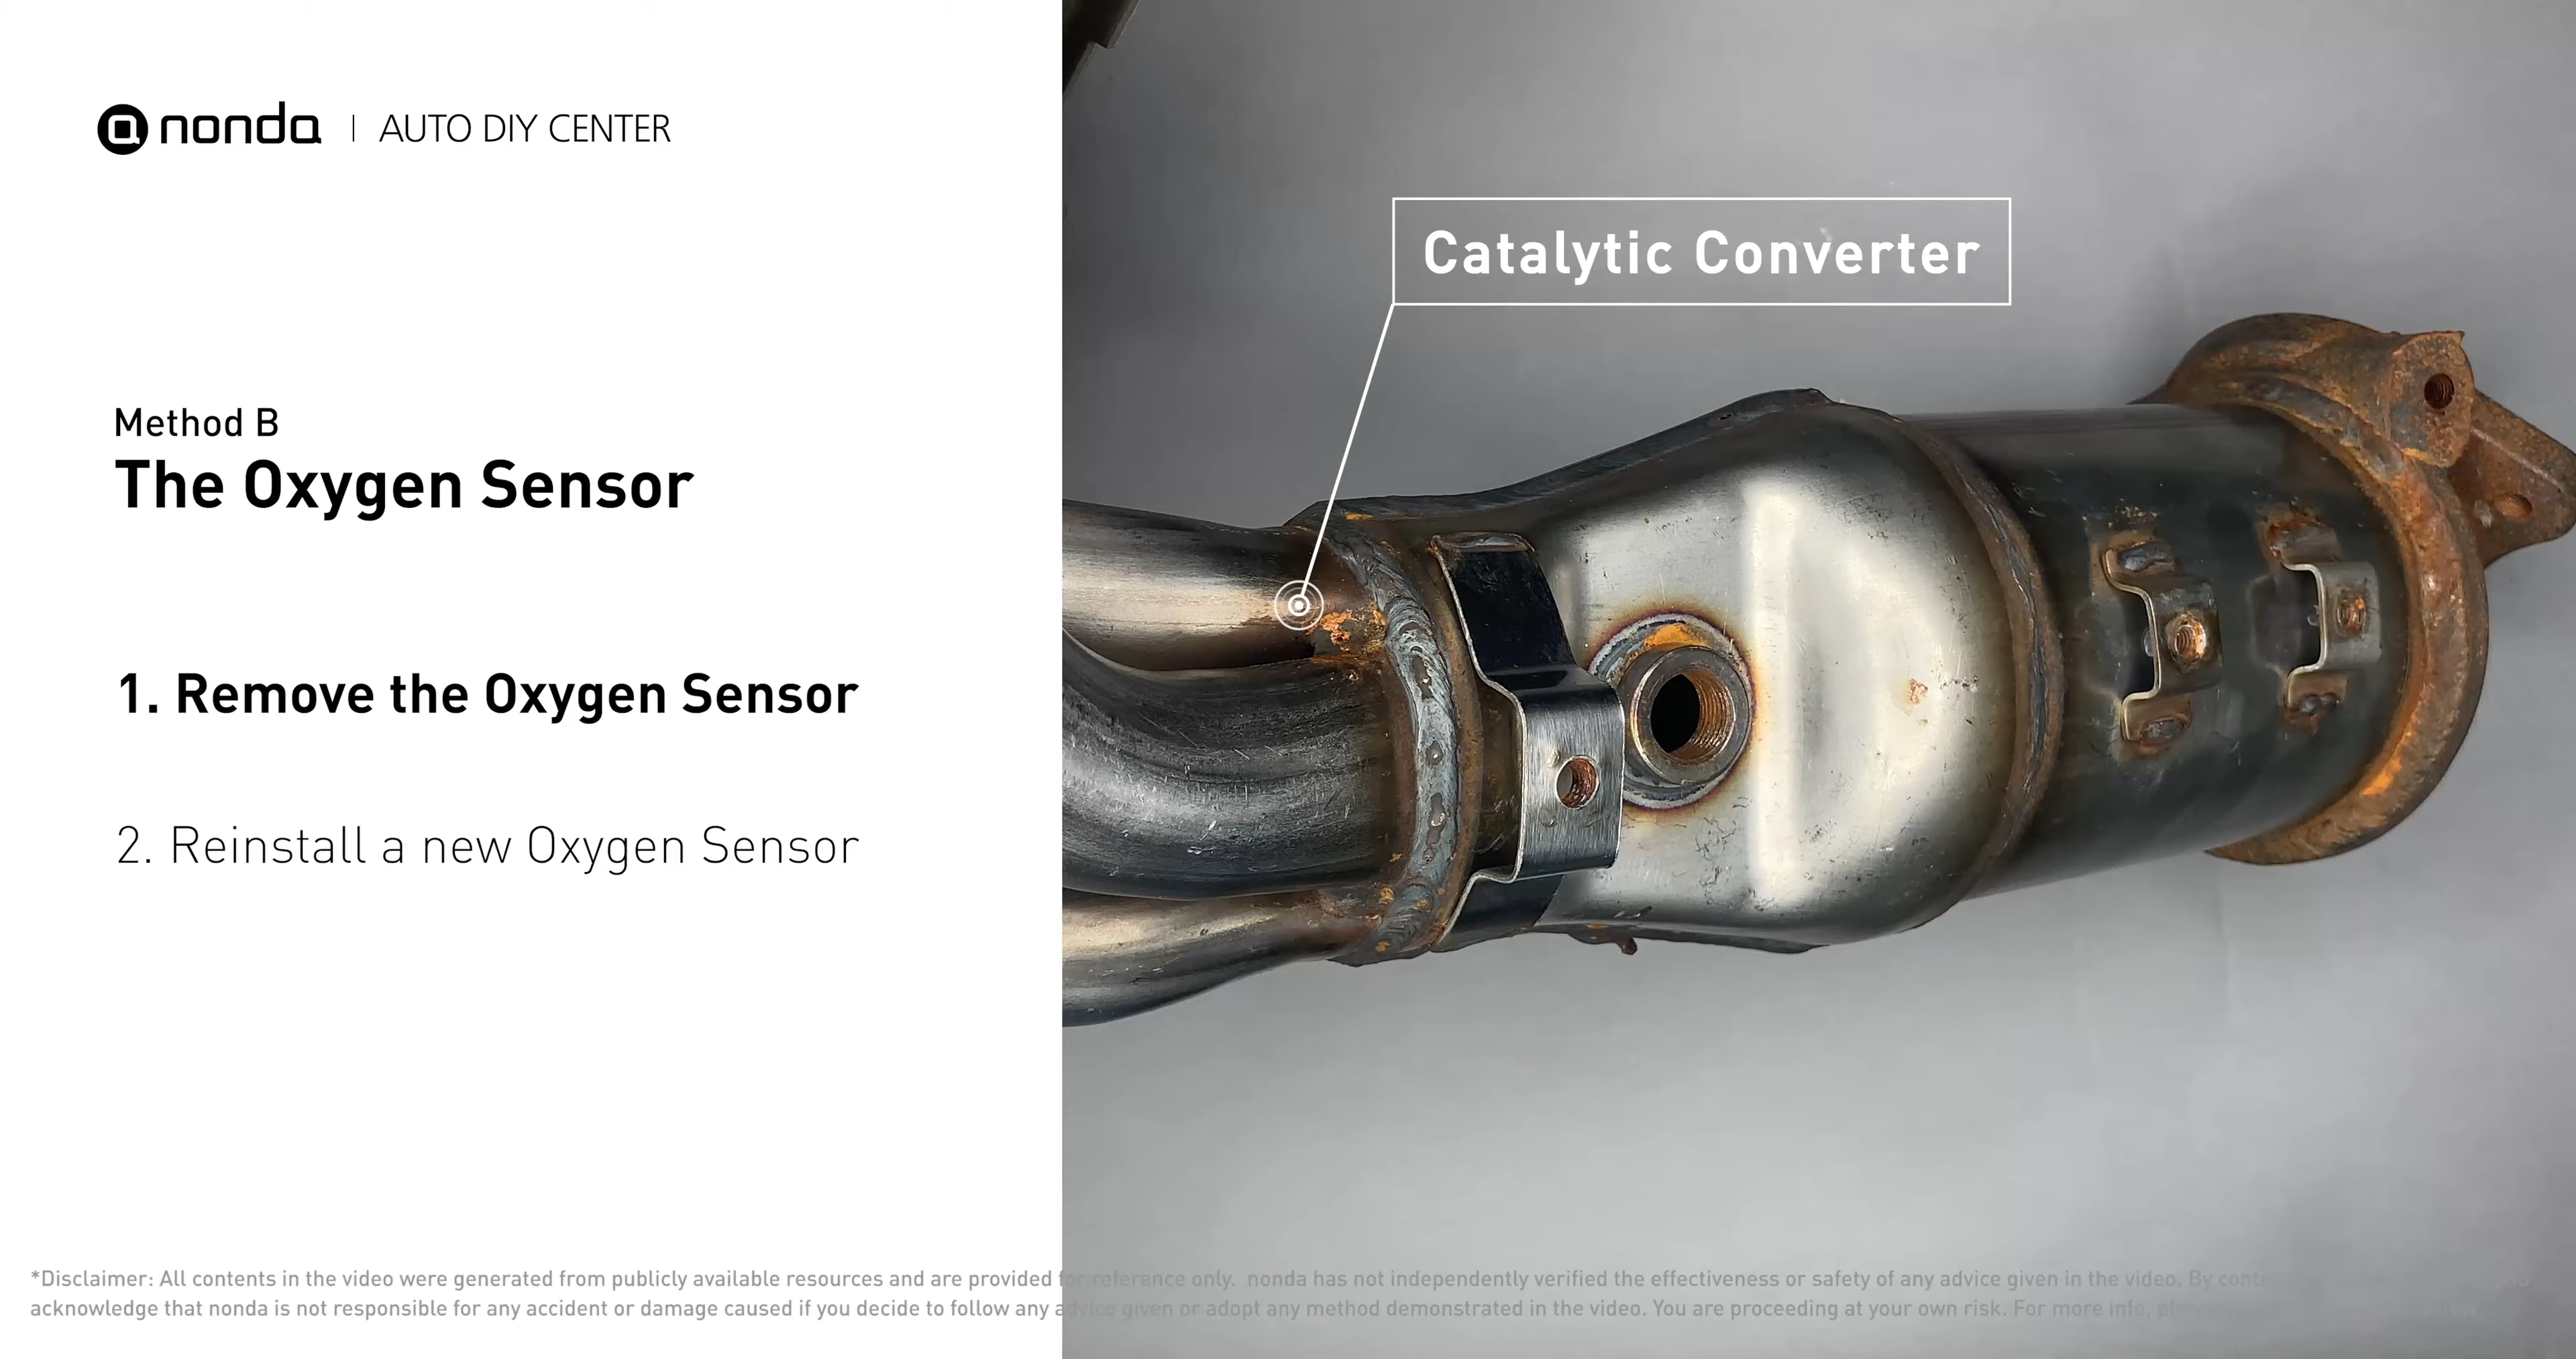 nonda | AUTO DIY CENTER
Catalytic Converter
Method B
The Oxygen Sensor
1. Remove the Oxygen Sensor
2. Reinstall a new Oxygen Sensor
*Disclaimer: All contents in the video were generated from publicly available resources and are provided for reference only. nonda has not independently verified the effectiveness or safety of any advice given in the video. By
acknowledge that nonda is not responsible for any accident or damage caused if you decide to follow any advice given or adopt any method demonstrated in the video. You are proceeding at your own risk. For more info,